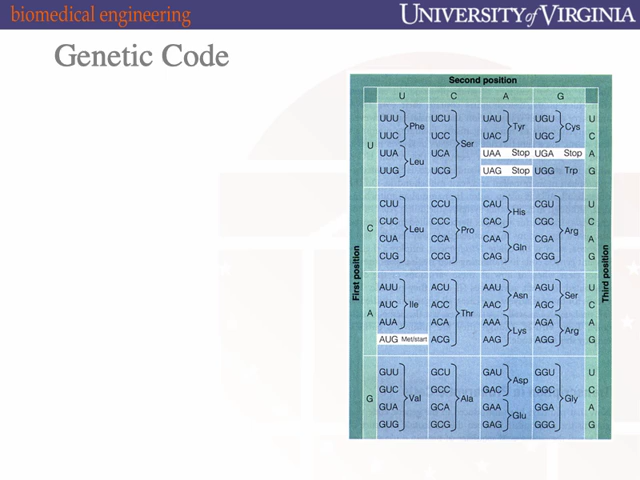 biomedical engineering
UNIVERSITY of VIRGINIA
Genetic Code
Second position
U C A G
First position
Third position
U
UUU UCU UAU UGU U
Phe Tyr Cys
UUC UCC UAC UGC C
Ser
UUA UCA UAA Stop UGA Stop A
Leu
UUG UCG UAG Stop UGG Trp G
C
CUU CCU CAU CGU U
His
CUC CCC CAC CGC C
Leu Pro Arg
CUA CCA CAA CGA A
Gln
CUG CCG CAG CGG G
A
AUU ACU AAU AGU U
Asn Ser
AUC Ile ACC AAC AGC C
Thr
AUA ACA AAA AGA A
Lys Arg
AUG Met/start ACG AAG AGG G
G
GUU GCU GAU GGU U
Asp
GUC GCC GAC GGC C
Val Ala Gly
GUA GCA GAA GGA A
Glu
GUG GCG GAG GGG G